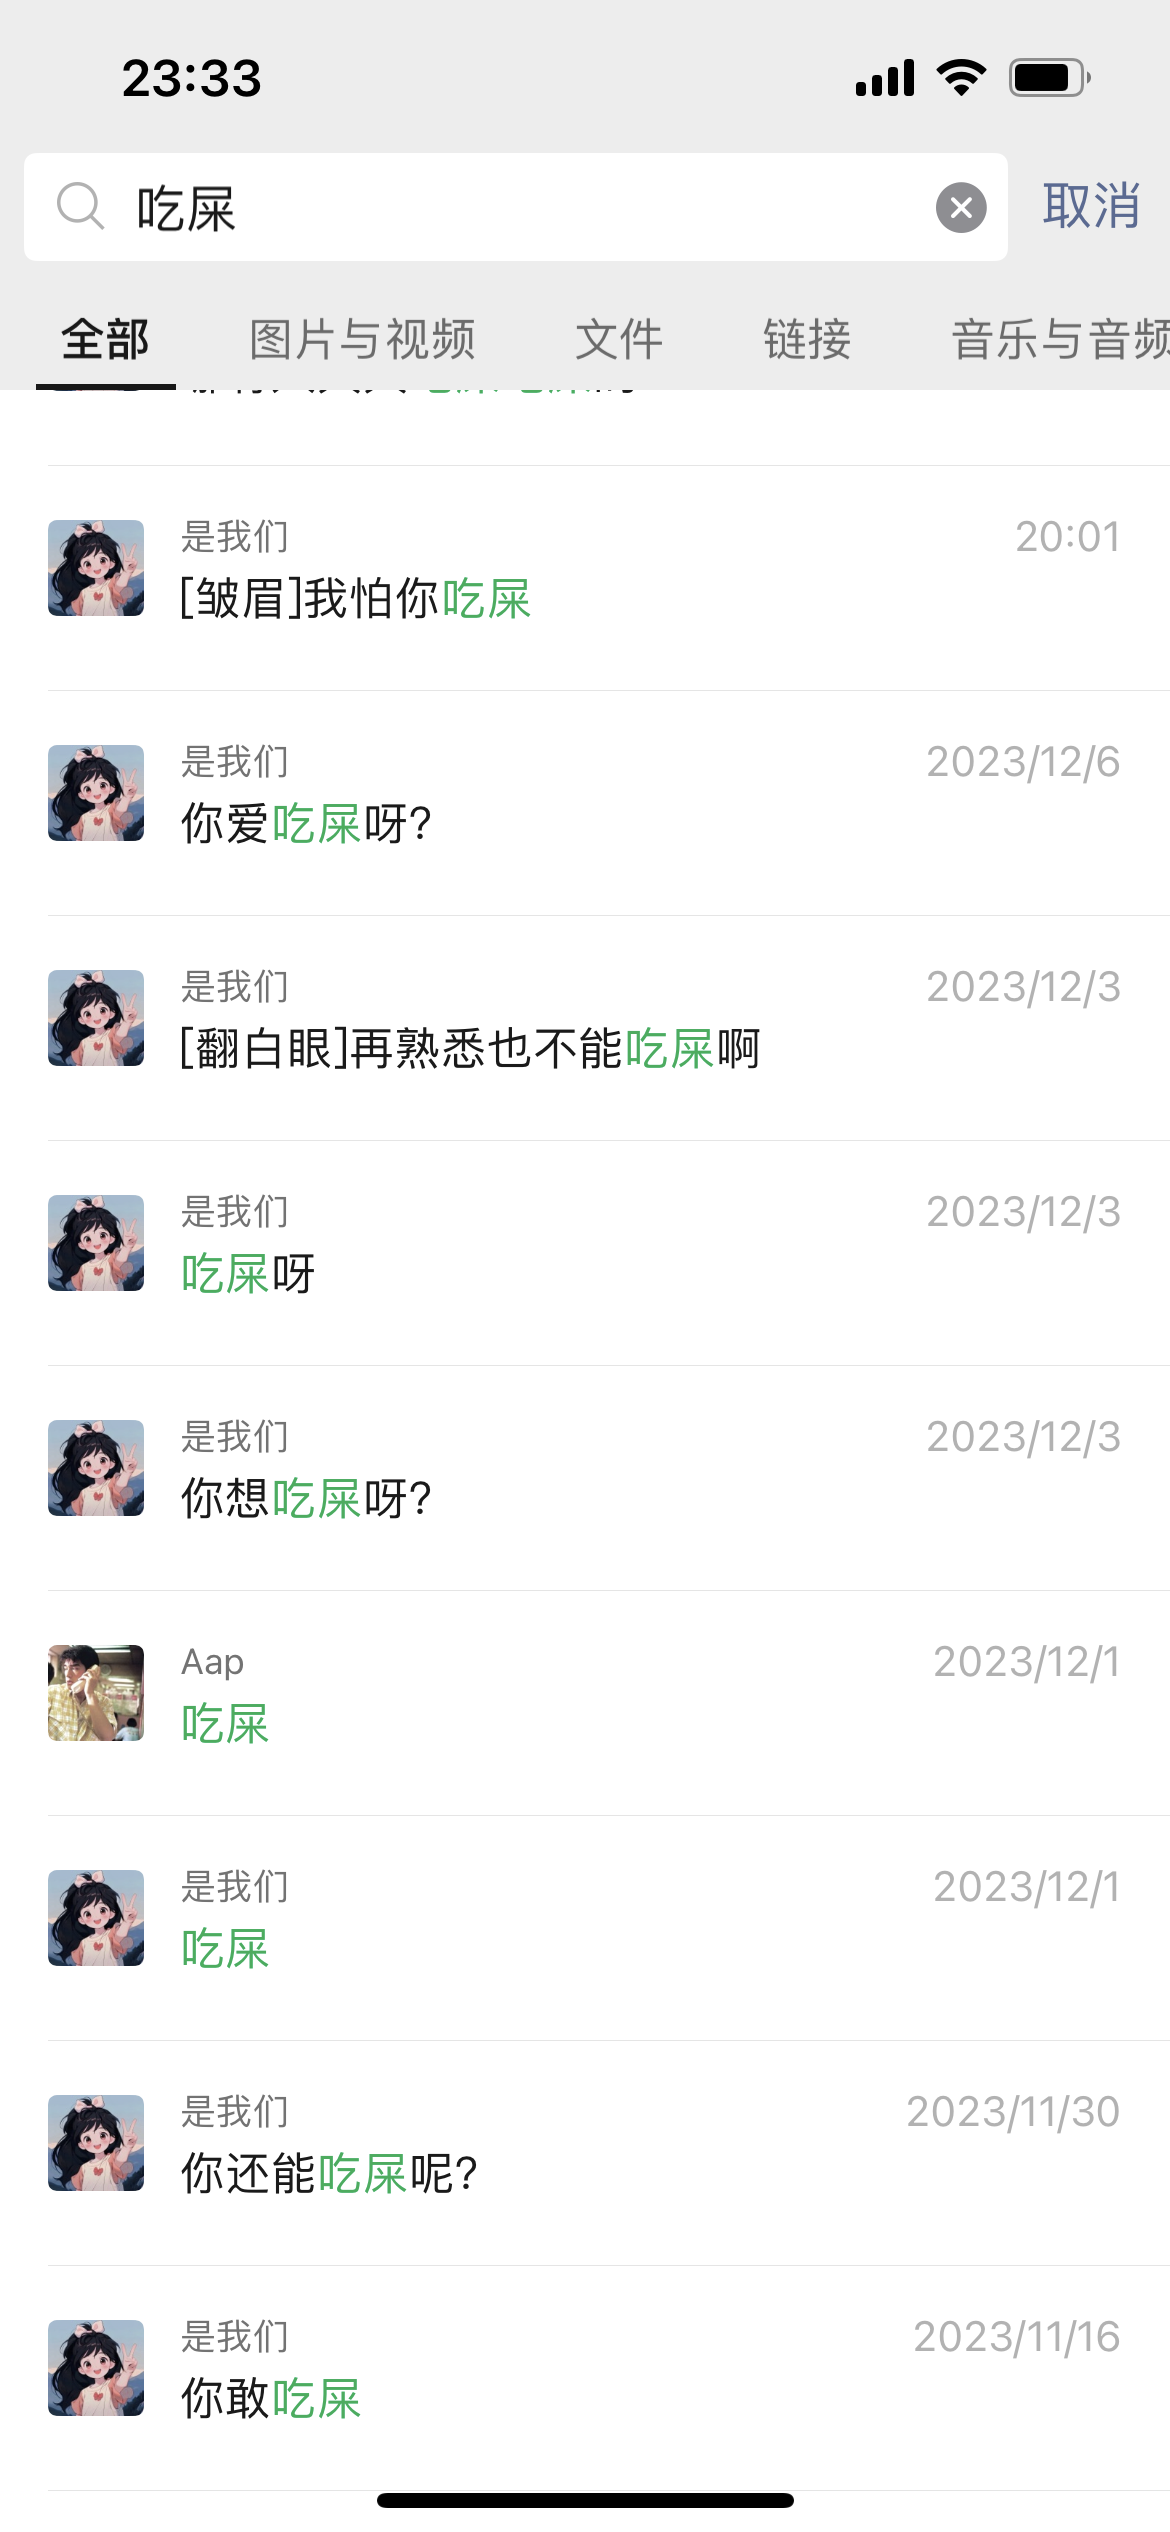 23:33
吃屎
取消
全部 图片与视频 文件 链接 音乐与音频
是我们 20:01
[皱眉]我怕你吃屎
是我们 2023/12/6
你爱吃屎呀?
是我们 2023/12/3
[翻白眼]再熟悉也不能吃屎啊
是我们 2023/12/3
吃屎呀
是我们 2023/12/3
你想吃屎呀?
Aap 2023/12/1
吃屎
是我们 2023/12/1
吃屎
是我们 2023/11/30
你还能吃屎呢?
是我们 2023/11/16
你敢吃屎